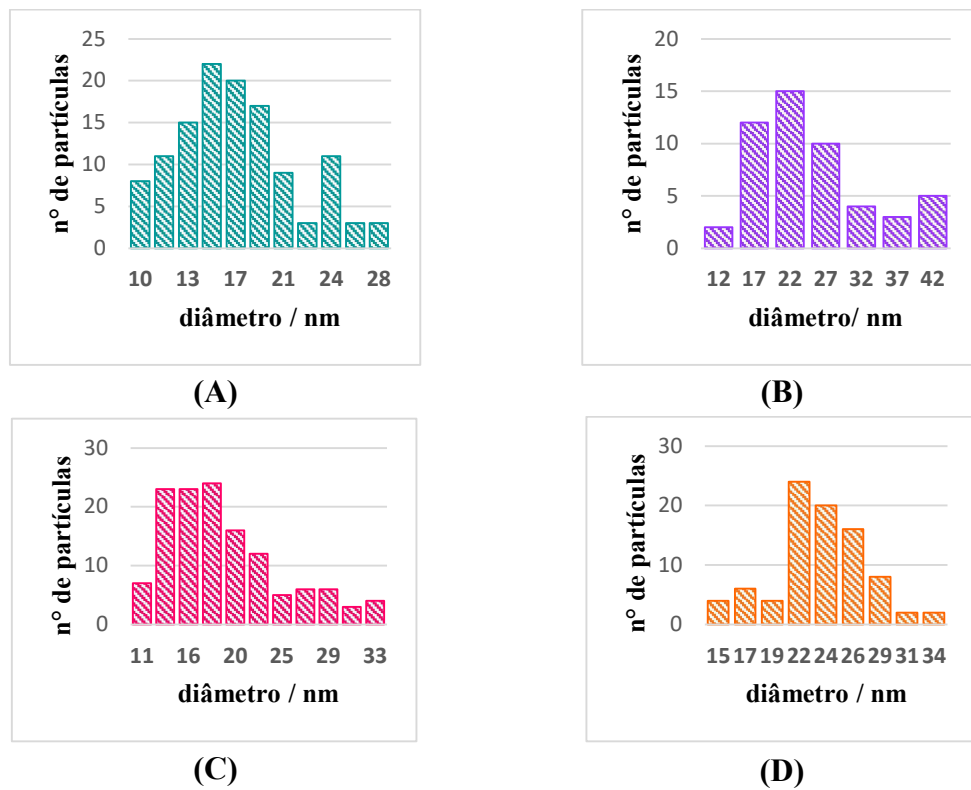 25
20
15
10
5
0
n° de partículas
10 13 17 21 24 28
diâmetro / nm
(A)
20
15
10
5
0
n° de partículas
12 17 22 27 32 37 42
diâmetro/ nm
(B)
30
20
10
0
n° de partículas
11 16 20 25 29 33
diâmetro / nm
(C)
30
20
10
0
n° de partículas
15 17 19 22 24 26 29 31 34
diâmetro / nm
(D)